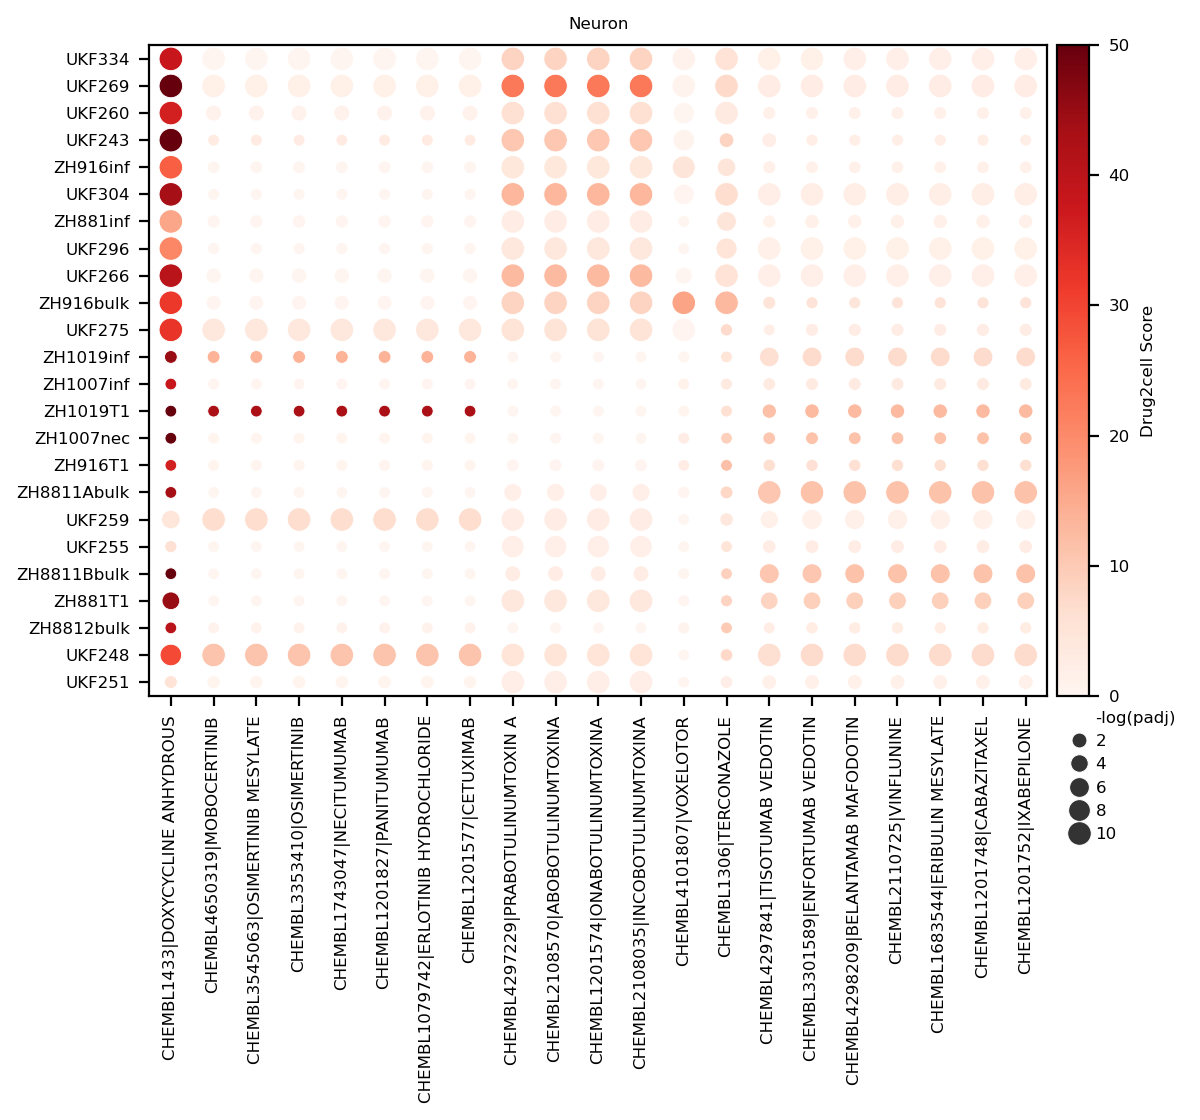 Neuron
UKF334
UKF269
UKF260
UKF243
ZH916inf
UKF304
ZH881inf
UKF296
UKF266
ZH916bulk
UKF275
ZH1019inf
ZH1007inf
ZH1019T1
ZH1007nec
ZH916T1
ZH8811Abulk
UKF259
UKF255
ZH8811Bbulk
ZH881T1
ZH8812bulk
UKF248
UKF251
CHEMBL1433|DOXYCYCLINE ANHYDROUS
CHEMBL4650319|MOBOCERTINIB
CHEMBL3545063|OSIMERTINIB MESYLATE
CHEMBL3353410|OSIMERTINIB
CHEMBL1743047|NECITUMUMAB
CHEMBL1201827|PANITUMUMAB
CHEMBL1079742|ERLOTINIB HYDROCHLORIDE
CHEMBL1201577|CETUXIMAB
CHEMBL4297229|PRABOTULINUMTOXIN A
CHEMBL2108570|ABOBOTULINUMTOXINA
CHEMBL1201574|ONABOTULINUMTOXINA
CHEMBL2108035|INCOBOTULINUMTOXINA
CHEMBL4101807|VOXELOTOR
CHEMBL1306|TERCONAZOLE
CHEMBL4297841|TISOTUMAB VEDOTIN
CHEMBL3301589|ENFORTUMAB VEDOTIN
CHEMBL4298209|BELANTAMAB MAFODOTIN
CHEMBL2110725|VINFLUNINE
CHEMBL1683544|ERIBULIN MESYLATE
CHEMBL1201748|CABAZITAXEL
CHEMBL1201752|IXABEPILONE
50
40
30
20
10
0
Drug2cell Score
-log(padj)
2
4
6
8
10